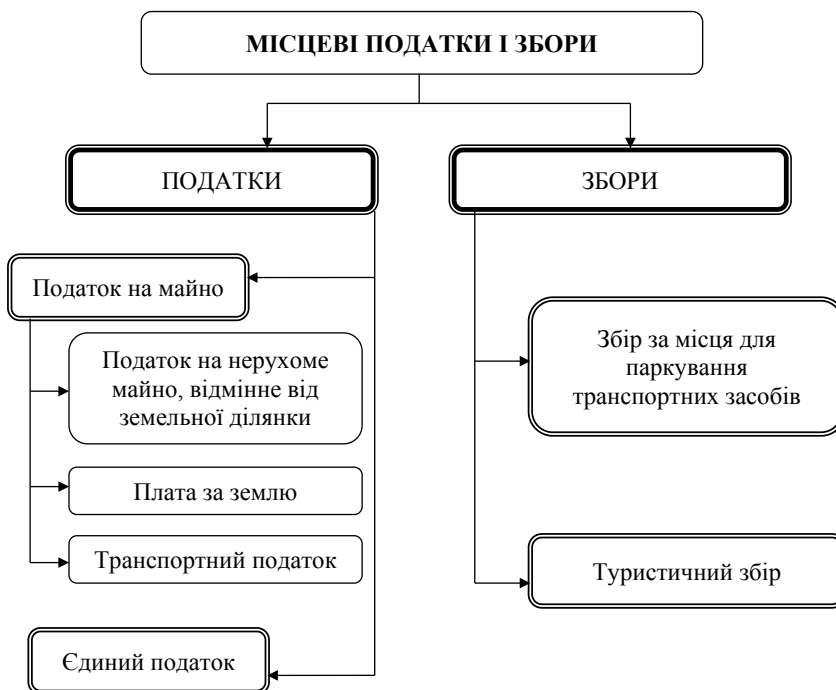 МІСЦЕВІ ПОДАТКИ І ЗБОРИ
ПОДАТКИ
ЗБОРИ
Податок на майно
Податок на нерухоме
майно, відмінне від
земельної ділянки
Плата за землю
Транспортний податок
Єдиний податок
Збір за місця для
паркування
транспортних засобів
Туристичний збір